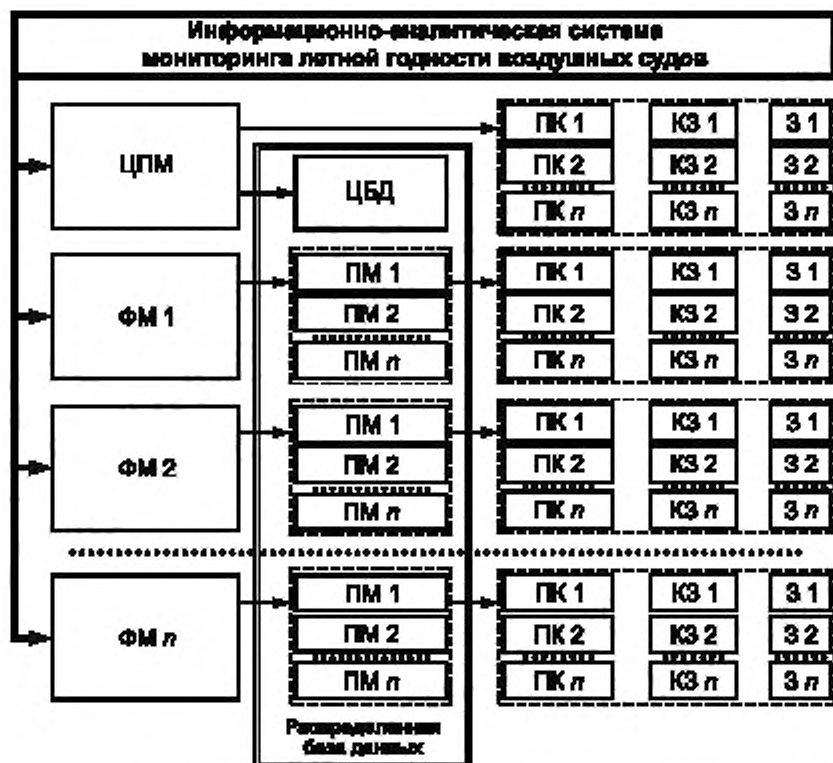 Информационно-аналитическая система
мониторинга летной годности воздушных судов
ЦПМ
ЦБД
ПК 1 КЗ 1 З 1
ПК 2 КЗ 2 З 2
ПК n КЗ n З n
ФМ 1
ПМ 1
ПМ 2
ПМ n
ПК 1 КЗ 1 З 1
ПК 2 КЗ 2 З 2
ПК n КЗ n З n
ФМ 2
ПМ 1
ПМ 2
ПМ n
ПК 1 КЗ 1 З 1
ПК 2 КЗ 2 З 2
ПК n КЗ n З n
ФМ n
ПМ 1
ПМ 2
ПМ n
ПК 1 КЗ 1 З 1
ПК 2 КЗ 2 З 2
ПК n КЗ n З n
Распределенная
база данных